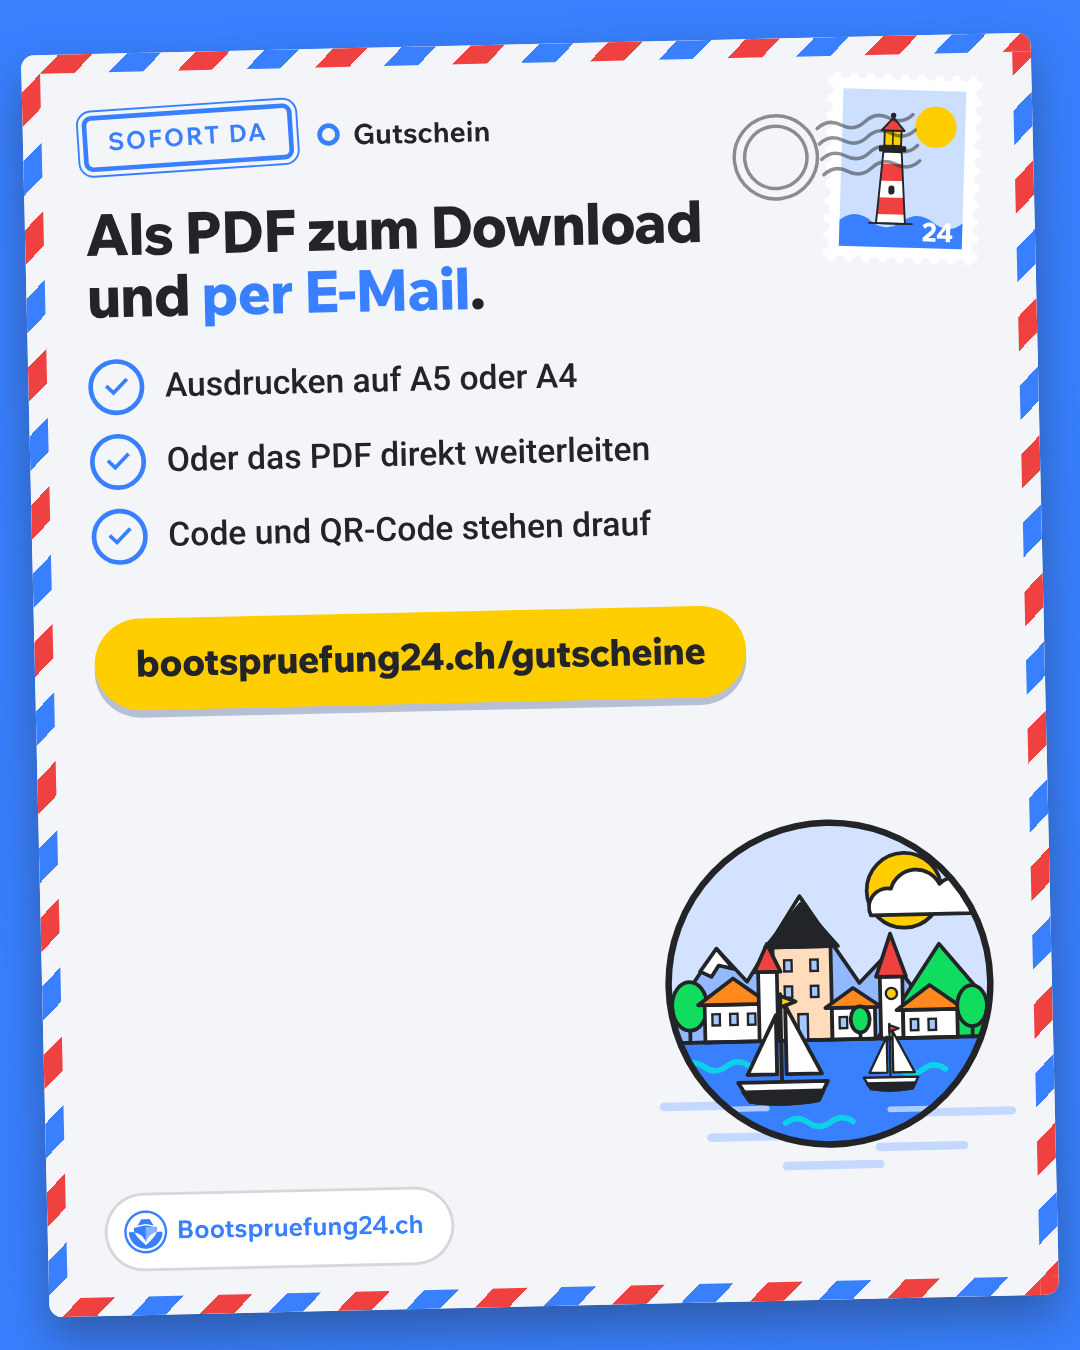 SOFORT DA
Gutschein
24
Als PDF zum Download
und per E-Mail.
Ausdrucken auf A5 oder A4
Oder das PDF direkt weiterleiten
Code und QR-Code stehen drauf
bootspruefung24.ch/gutscheine
Bootspruefung24.ch